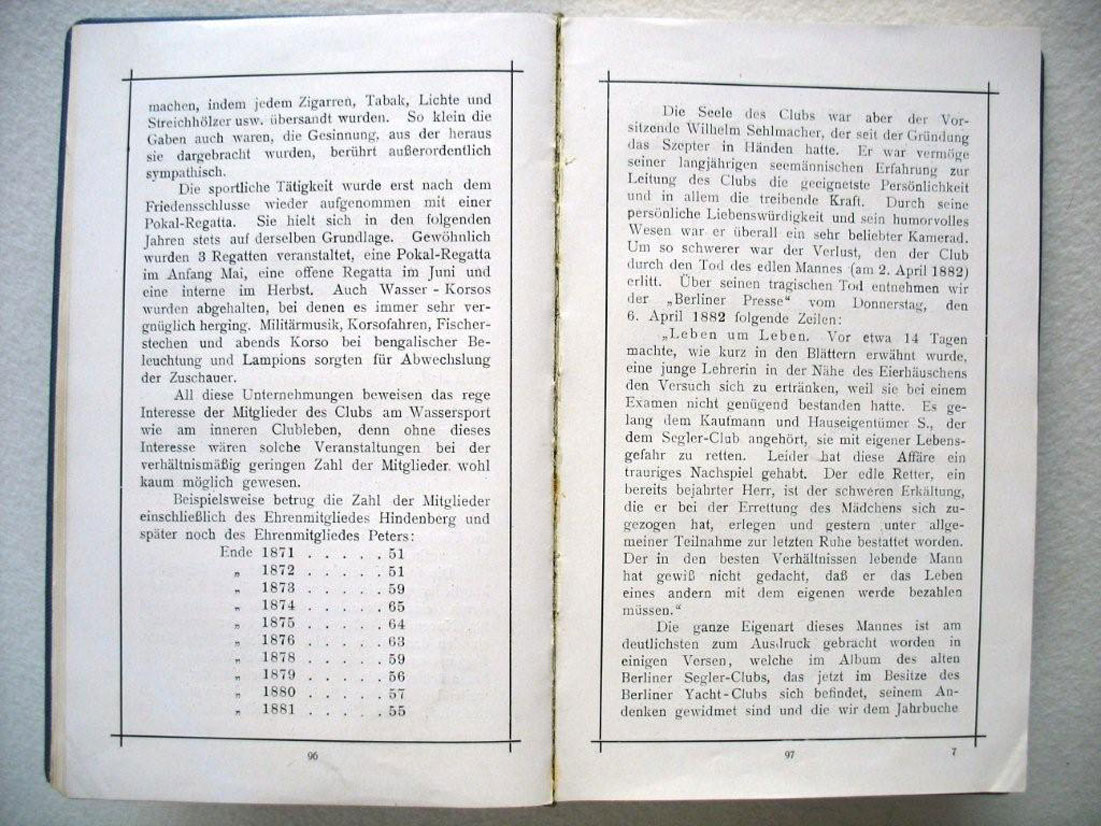 machen, indem jedem Zigarren, Tabak, Lichte und
Streichhölzer usw. übersandt wurden. So klein die
Gaben auch waren, die Gesinnung, aus der heraus
sie dargebracht wurden, berührt außerordentlich
sympathisch.
Die sportliche Tätigkeit wurde erst nach dem
Friedensschlusse wieder aufgenommen mit einer
Pokal-Regatta. Sie hielt sich in den folgenden
Jahren stets auf derselben Grundlage. Gewöhnlich
wurden 3 Regatten veranstaltet, eine Pokal-Regatta
im Anfang Mai, eine offene Regatta im Juni und
eine interne im Herbst. Auch Wasser-Korsos
wurden abgehalten, bei denen es immer sehr ver-
gnüglich herging. Militärmusik, Korsofahren, Fischer-
stechen und abends Korso bei bengalischer Be-
leuchtung und Lampions sorgten für Abwechslung
der Zuschauer.
All diese Unternehmungen beweisen das rege
Interesse der Mitglieder des Clubs am Wassersport
wie am inneren Clubleben, denn ohne dieses
Interesse wären solche Veranstaltungen bei der
verhältnismäßig geringen Zahl der Mitglieder wohl
kaum möglich gewesen.
Beispielsweise betrug die Zahl der Mitglieder
einschließlich des Ehrenmitgliedes Hindenberg und
später noch des Ehrenmitgliedes Peters:
Ende 1871 . . . . . 51
„ 1872 . . . . . 51
„ 1873 . . . . . 59
„ 1874 . . . . . 65
„ 1875 . . . . . 64
„ 1876 . . . . . 63
„ 1878 . . . . . 59
„ 1879 . . . . . 56
„ 1880 . . . . . 57
„ 1881 . . . . . 55
96
Die Seele des Clubs war aber der Vor-
sitzende Wilhelm Sehlmacher, der seit der Gründung
das Szepter in Händen hatte. Er war vermöge
seiner langjährigen seemännischen Erfahrung zur
Leitung des Clubs die geeignetste Persönlichkeit
und in allem die treibende Kraft. Durch seine
persönliche Liebenswürdigkeit und sein humorvolles
Wesen war er überall ein sehr beliebter Kamerad.
Um so schwerer war der Verlust, den der Club
durch den Tod des edlen Mannes (am 2. April 1882)
erlitt. Über seinen tragischen Tod entnehmen wir
der „Berliner Presse“ vom Donnerstag, den
6. April 1882 folgende Zeilen:
„Leben um Leben. Vor etwa 14 Tagen
machte, wie kurz in den Blättern erwähnt wurde,
eine junge Lehrerin in der Nähe des Eierhäuschens
den Versuch sich zu ertränken, weil sie bei einem
Examen nicht genügend bestanden hatte. Es ge-
lang dem Kaufmann und Hauseigentümer S., der
dem Segler-Club angehört, sie mit eigener Lebens-
gefahr zu retten. Leider hat diese Affäre ein
trauriges Nachspiel gehabt. Der edle Retter, ein
bereits bejahrter Herr, ist der schweren Erkältung,
die er bei der Errettung des Mädchens sich zu-
gezogen hat, erlegen und gestern unter allge-
meiner Teilnahme zur letzten Ruhe bestattet worden.
Der in den besten Verhältnissen lebende Mann
hat gewiß nicht gedacht, daß er das Leben
eines andern mit dem eigenen werde bezahlen
müssen.“
Die ganze Eigenart dieses Mannes ist am
deutlichsten zum Ausdruck gebracht worden in
einigen Versen, welche im Album des alten
Berliner Segler-Clubs, das jetzt im Besitze des
Berliner Yacht-Clubs sich befindet, seinem An-
denken gewidmet sind und die wir dem Jahrbuche
97 7